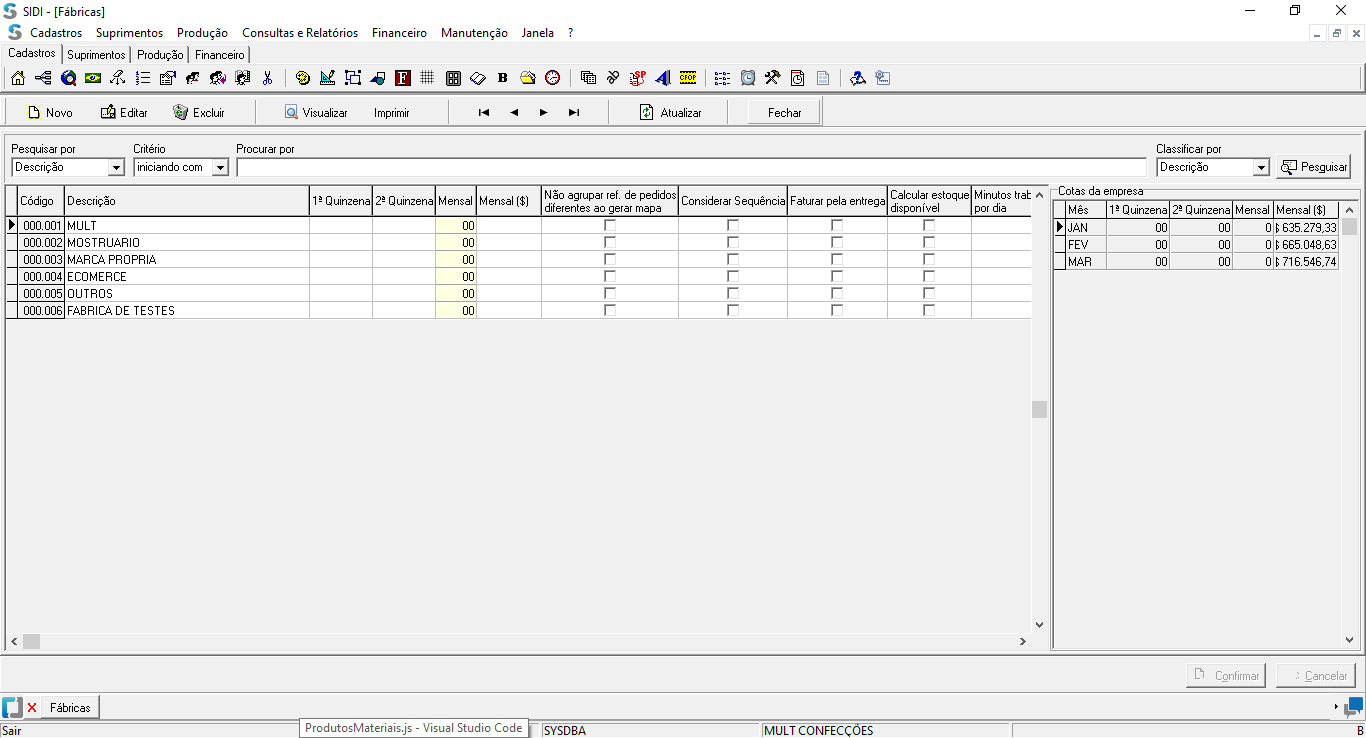 SIDI - [Fábricas]
Cadastros Suprimentos Produção Consultas e Relatórios Financeiro Manutenção Janela ?
Cadastros Suprimentos Produção Financeiro
Novo Editar Excluir Visualizar Imprimir Atualizar Fechar
Pesquisar por Critério Procurar por Classificar por
Descrição iniciando com Descrição Pesquisar
Código Descrição 1ª Quinzena 2ª Quinzena Mensal Mensal ($) Não agrupar ref. de pedidos diferentes ao gerar mapa Considerar Sequência Faturar pela entrega Calcular estoque disponível Minutos trab por dia
000.001 MULT 00
000.002 MOSTRUARIO 00
000.003 MARCA PROPRIA 00
000.004 ECOMERCE 00
000.005 OUTROS 00
000.006 FABRICA DE TESTES 00
Cotas da empresa
Mês 1ª Quinzena 2ª Quinzena Mensal Mensal ($)
JAN 00 00 0 $ 635.279,33
FEV 00 00 0 $ 665.048,63
MAR 00 00 0 $ 716.546,74
Confirmar Cancelar
Fábricas
ProdutosMateriais.js - Visual Studio Code
Sair SYSDBA MULT CONFECÇÕES B